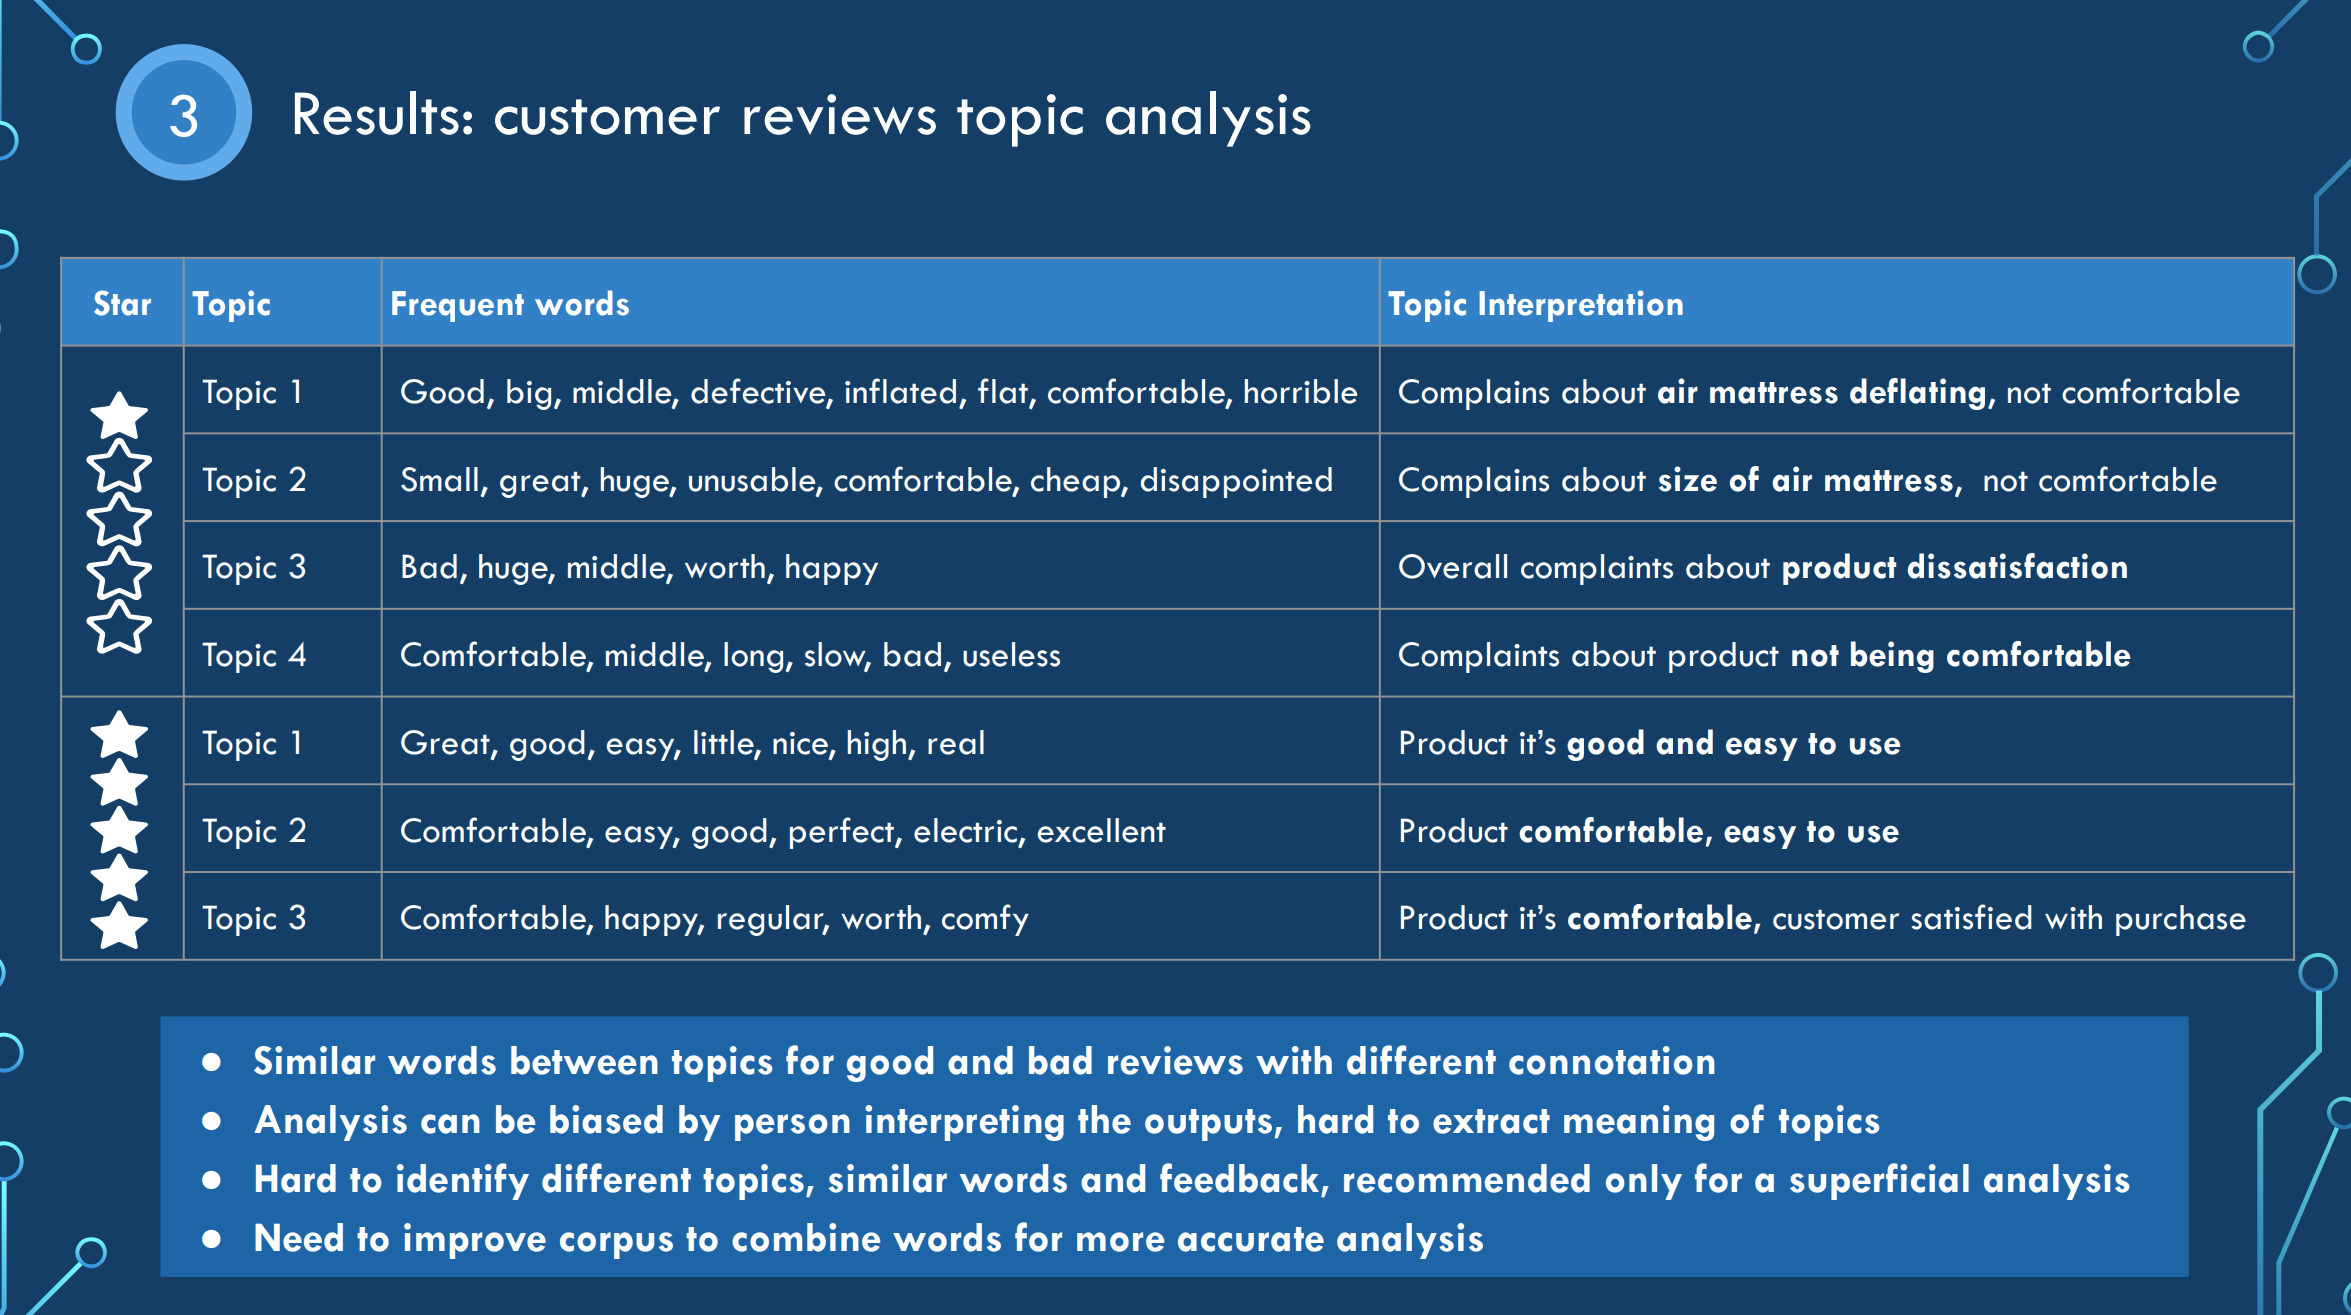 3
Results: customer reviews topic analysis
Star Topic Frequent words Topic Interpretation
Topic 1 Good, big, middle, defective, inflated, flat, comfortable, horrible Complains about air mattress deflating, not comfortable
Topic 2 Small, great, huge, unusable, comfortable, cheap, disappointed Complains about size of air mattress, not comfortable
Topic 3 Bad, huge, middle, worth, happy Overall complaints about product dissatisfaction
Topic 4 Comfortable, middle, long, slow, bad, useless Complaints about product not being comfortable
Topic 1 Great, good, easy, little, nice, high, real Product it's good and easy to use
Topic 2 Comfortable, easy, good, perfect, electric, excellent Product comfortable, easy to use
Topic 3 Comfortable, happy, regular, worth, comfy Product it's comfortable, customer satisfied with purchase
● Similar words between topics for good and bad reviews with different connotation
● Analysis can be biased by person interpreting the outputs, hard to extract meaning of topics
● Hard to identify different topics, similar words and feedback, recommended only for a superficial analysis
● Need to improve corpus to combine words for more accurate analysis